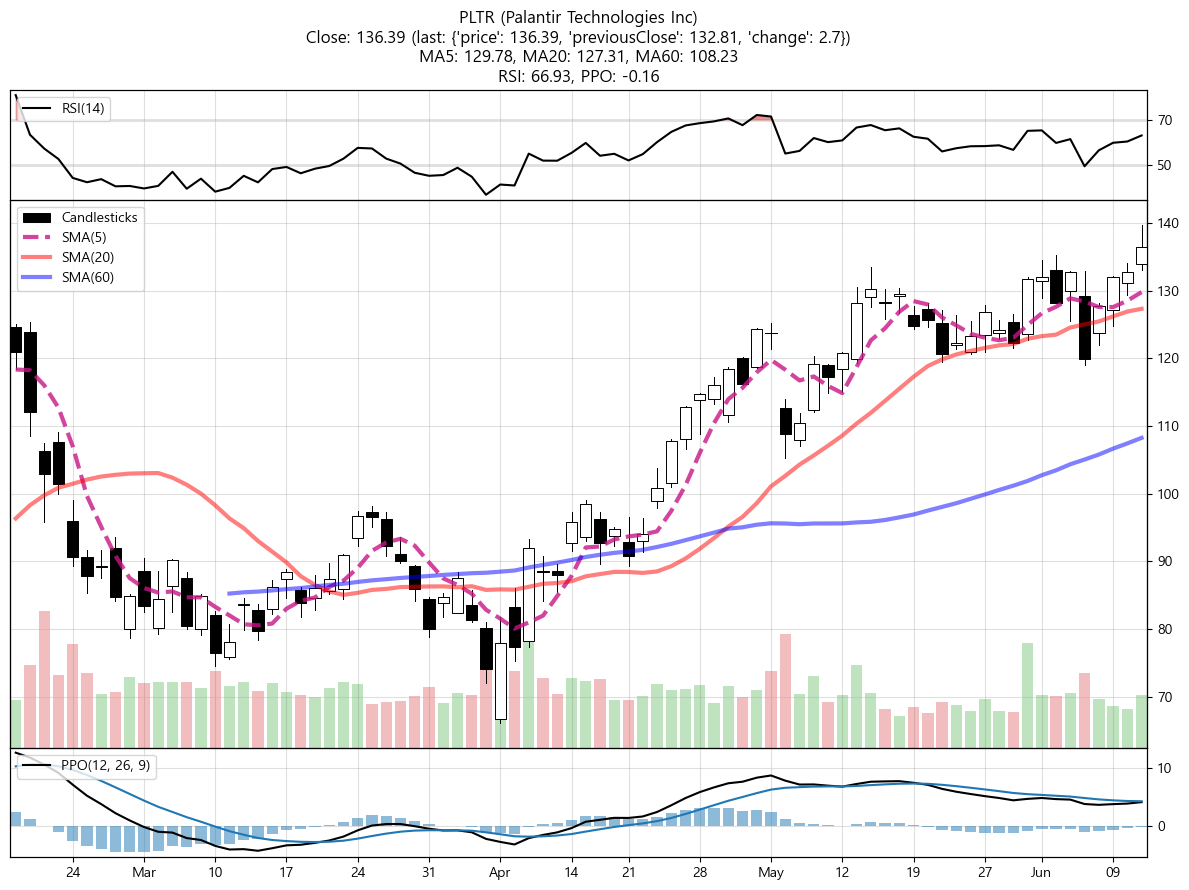 PLTR (Palantir Technologies Inc)
Close: 136.39 (last: {'price': 136.39, 'previousClose': 132.81, 'change': 2.7})
MA5: 129.78, MA20: 127.31, MA60: 108.23
RSI: 66.93, PPO: -0.16
RSI(14)
70
50
Candlesticks
SMA(5)
SMA(20)
SMA(60)
140
130
120
110
100
90
80
70
PPO(12, 26, 9)
10
0
24 Mar 10 17 24 31 Apr 14 21 28 May 12 19 27 Jun 09